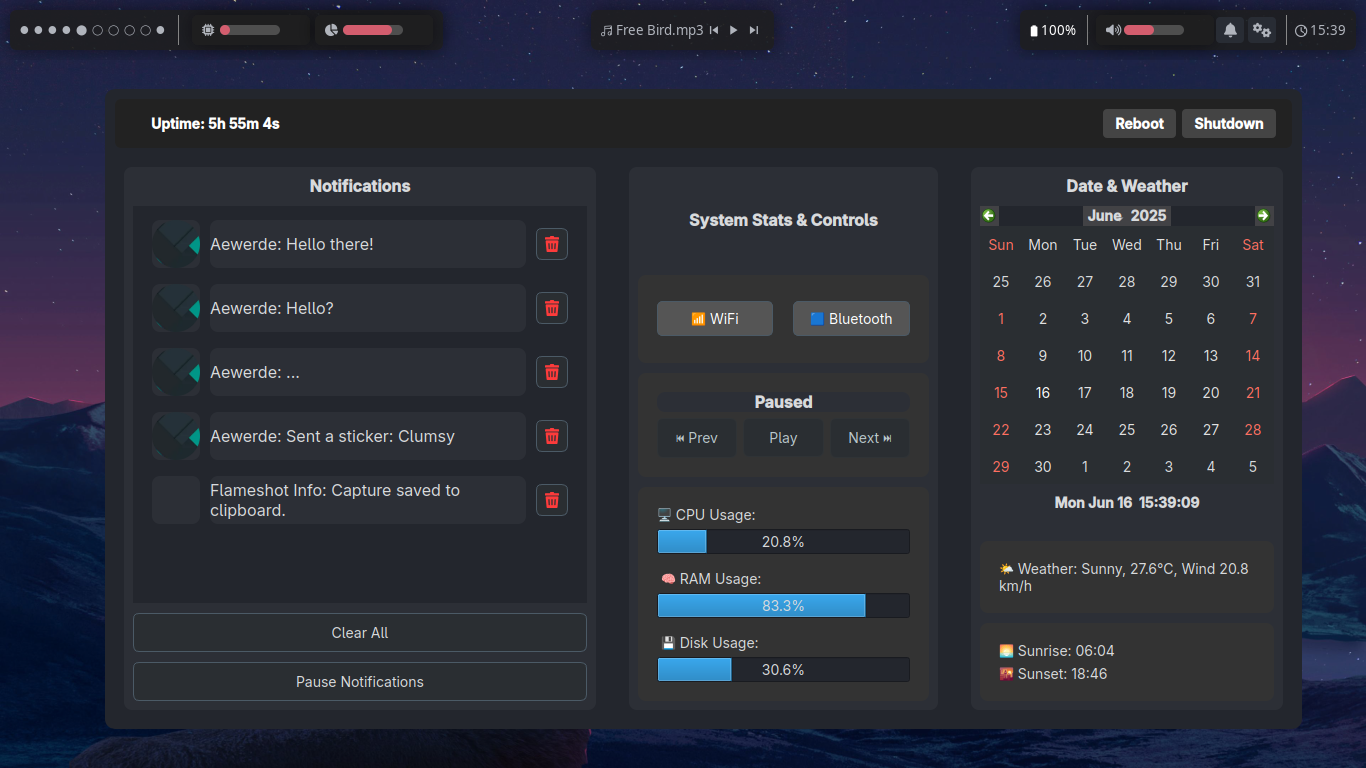 Free Bird.mp3
100%
15:39
Uptime: 5h 55m 4s
Reboot
Shutdown
Notifications
Aewerde: Hello there!
Aewerde: Hello?
Aewerde: ...
Aewerde: Sent a sticker: Clumsy
Flameshot Info: Capture saved to
clipboard.
Clear All
Pause Notifications
System Stats & Controls
WiFi
Bluetooth
Paused
⏮ Prev
Play
Next ⏭
CPU Usage:
20.8%
RAM Usage:
83.3%
Disk Usage:
30.6%
Date & Weather
June 2025
Sun Mon Tue Wed Thu Fri Sat
25 26 27 28 29 30 31
1 2 3 4 5 6 7
8 9 10 11 12 13 14
15 16 17 18 19 20 21
22 23 24 25 26 27 28
29 30 1 2 3 4 5
Mon Jun 16 15:39:09
Weather: Sunny, 27.6°C, Wind 20.8
km/h
Sunrise: 06:04
Sunset: 18:46